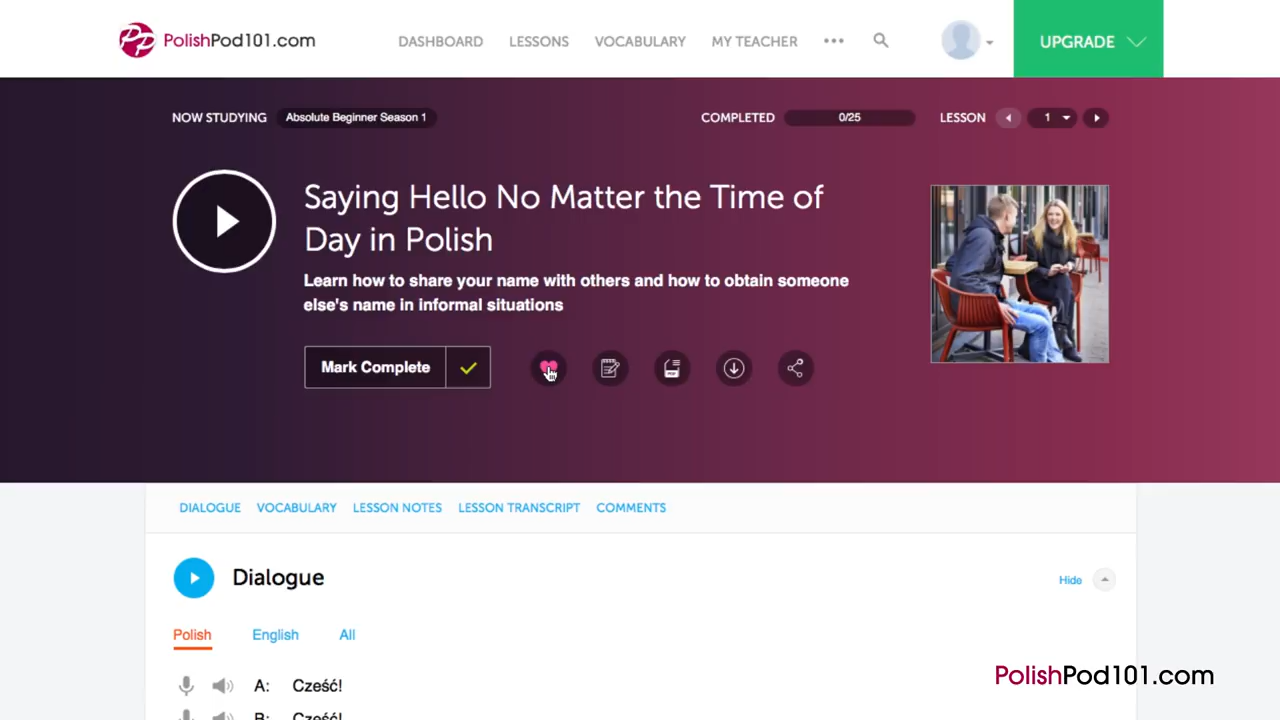 PolishPod101.com
DASHBOARD
LESSONS
VOCABULARY
MY TEACHER
UPGRADE
NOW STUDYING
Absolute Beginner Season 1
COMPLETED
0/25
LESSON
1
Saying Hello No Matter the Time of
Day in Polish
Learn how to share your name with others and how to obtain someone
else's name in informal situations
Mark Complete
DIALOGUE
VOCABULARY
LESSON NOTES
LESSON TRANSCRIPT
COMMENTS
Dialogue
Hide
Polish
English
All
A: Cześć!
B: Cześć!
PolishPod101.com